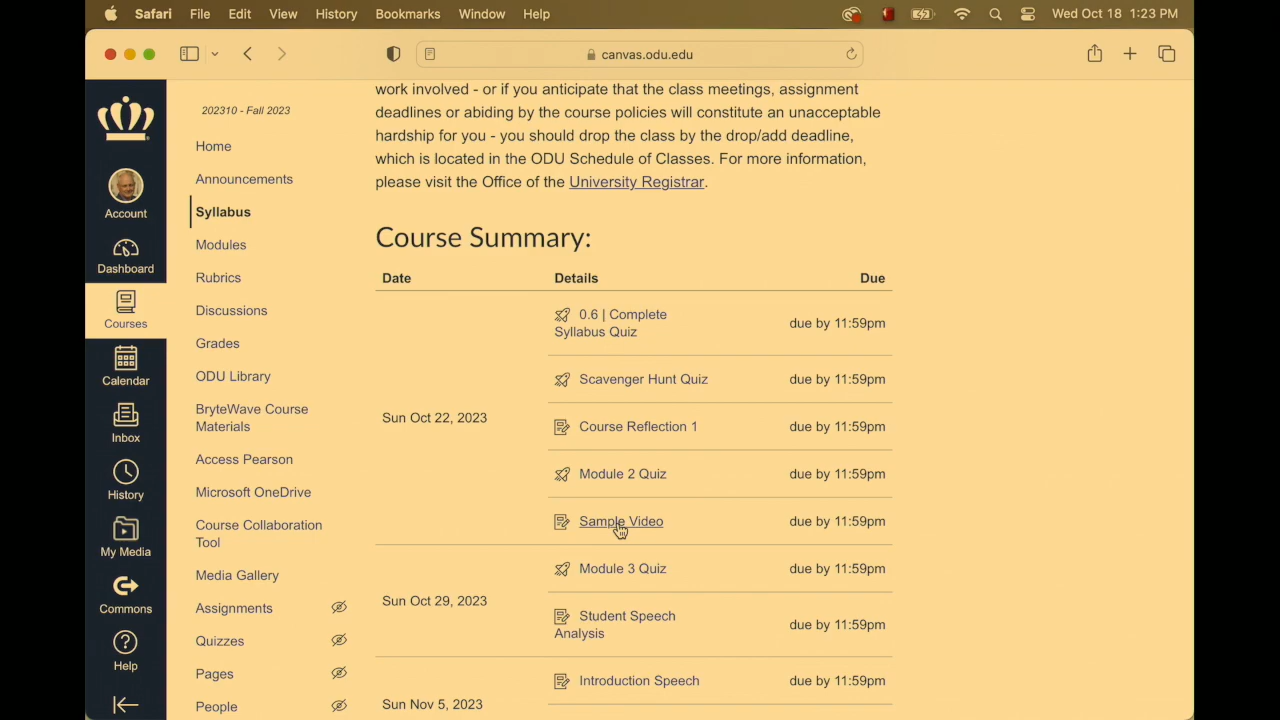 Safari File Edit View History Bookmarks Window Help Wed Oct 18 1:23 PM
canvas.odu.edu
Account
Dashboard
Courses
Calendar
Inbox
History
My Media
Commons
Help
202310 - Fall 2023
Home
Announcements
Syllabus
Modules
Rubrics
Discussions
Grades
ODU Library
BryteWave Course
Materials
Access Pearson
Microsoft OneDrive
Course Collaboration
Tool
Media Gallery
Assignments
Quizzes
Pages
People
work involved - or if you anticipate that the class meetings, assignment
deadlines or abiding by the course policies will constitute an unacceptable
hardship for you - you should drop the class by the drop/add deadline,
which is located in the ODU Schedule of Classes. For more information,
please visit the Office of the University Registrar.
Course Summary:
Date Details Due
0.6 | Complete
Syllabus Quiz due by 11:59pm
Scavenger Hunt Quiz due by 11:59pm
Sun Oct 22, 2023
Course Reflection 1 due by 11:59pm
Module 2 Quiz due by 11:59pm
Sample Video due by 11:59pm
Module 3 Quiz due by 11:59pm
Sun Oct 29, 2023
Student Speech
Analysis due by 11:59pm
Introduction Speech due by 11:59pm
Sun Nov 5, 2023